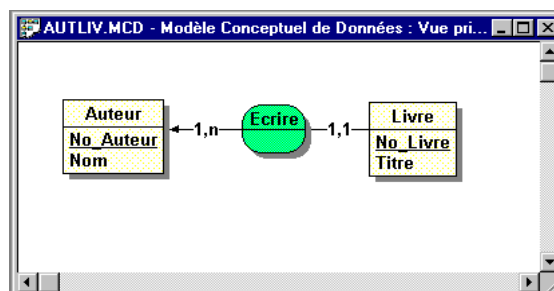 AUTLIV.MCD - Modèle Conceptuel de Données : Vue pri...
Auteur
No_Auteur
Nom
1,n
Ecrire
1,1
Livre
No_Livre
Titre